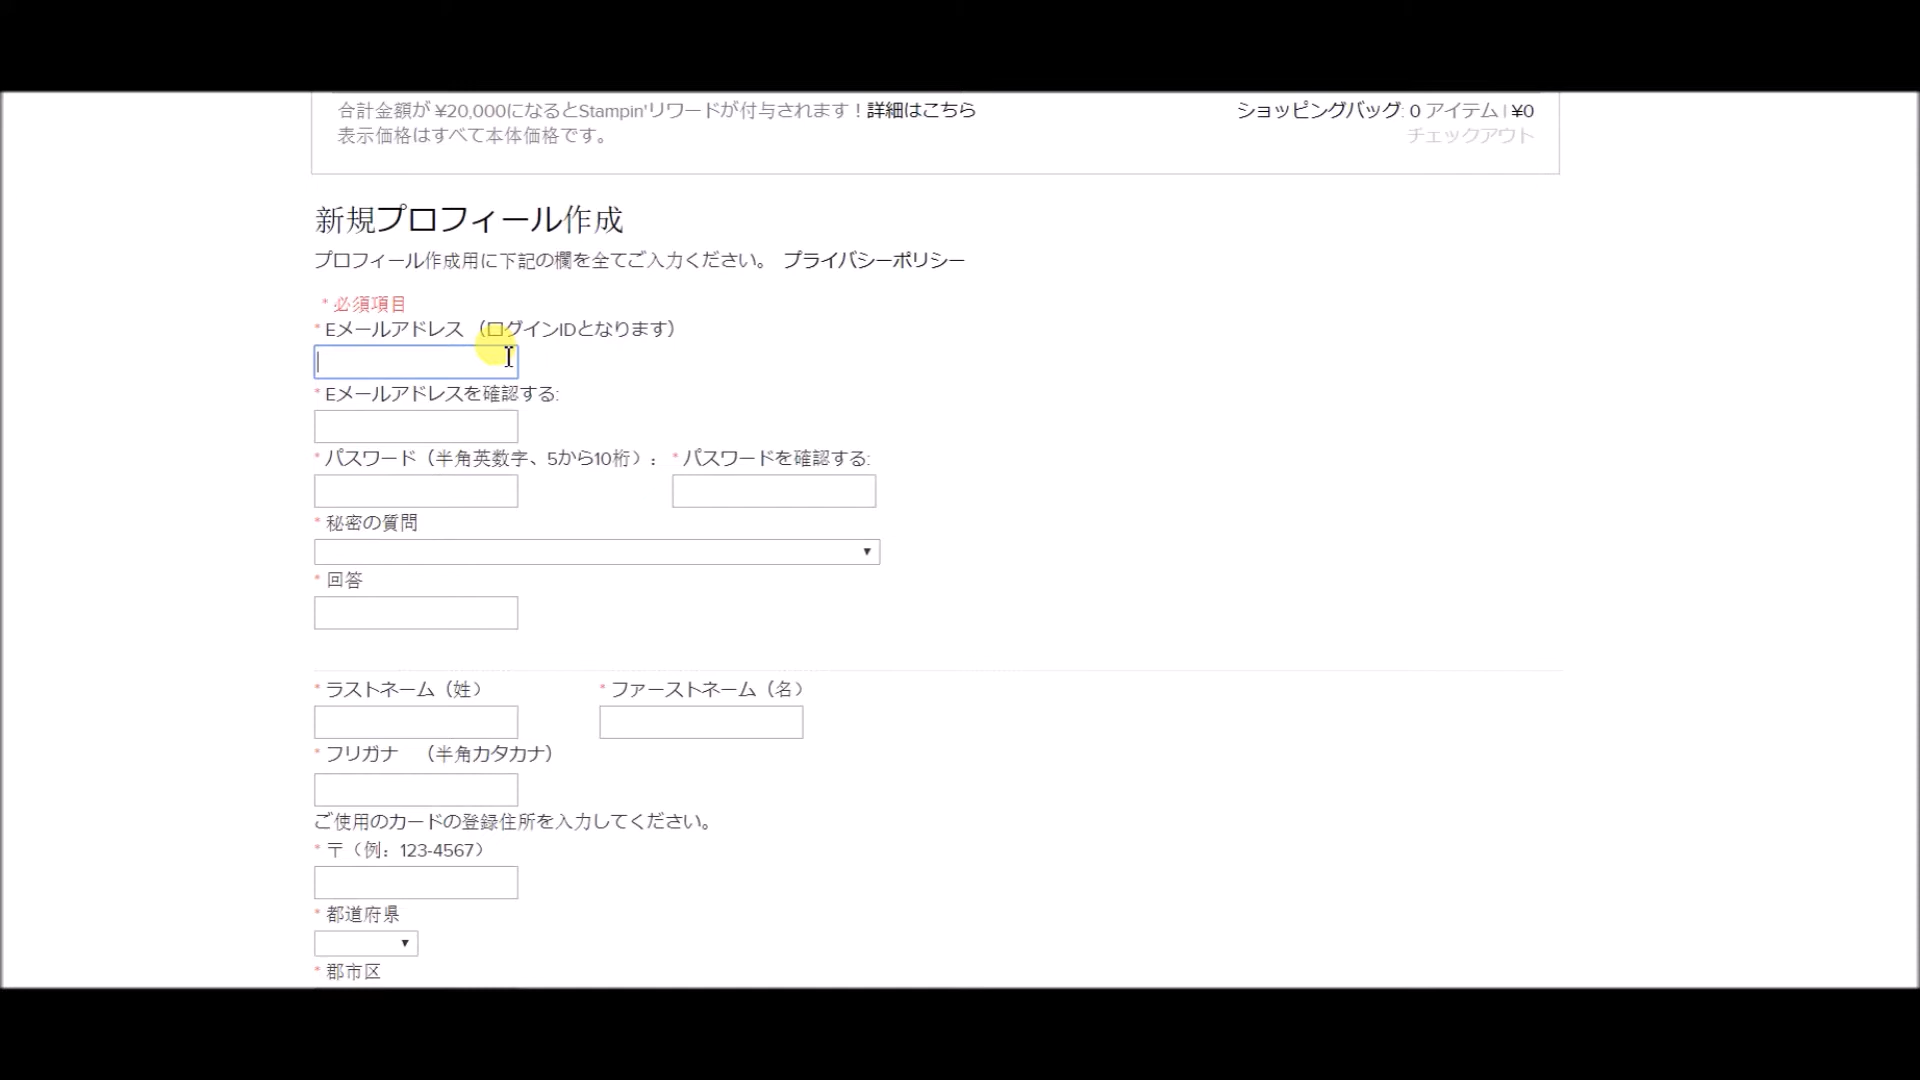 合計金額が ¥20,000になるとStampin'リワードが付与されます！詳細はこちら
ショッピングバッグ: 0 アイテム | ¥0
表示価格はすべて本体価格です。
チェックアウト
新規プロフィール作成
プロフィール作成用に下記の欄を全てご入力ください。 プライバシーポリシー
* 必須項目
* Eメールアドレス （ログインIDとなります）
* Eメールアドレスを確認する:
* パスワード（半角英数字、5から10桁）： * パスワードを確認する:
* 秘密の質問
* 回答
* ラストネーム（姓） * ファーストネーム（名）
* フリガナ （半角カタカナ）
ご使用のカードの登録住所を入力してください。
* 〒（例：123-4567）
* 都道府県
* 郡市区